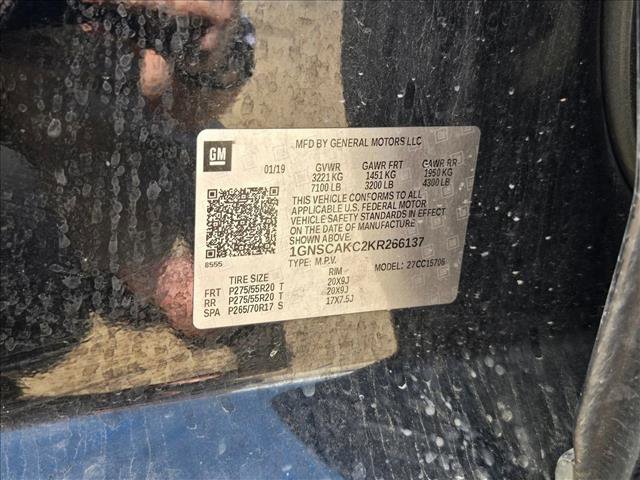 GM
MFD BY GENERAL MOTORS LLC
01/19 GVWR GAWR FRT GAWR RR
3221 KG 1451 KG 1950 KG
7100 LB 3200 LB 4300 LB
THIS VEHICLE CONFORMS TO ALL
APPLICABLE U.S. FEDERAL MOTOR
VEHICLE SAFETY STANDARDS IN EFFECT
ON THE DATE OF MANUFACTURE
SHOWN ABOVE.
1GNSCAKC2KR266137
8555 TYPE: M.P.V. MODEL: 27CC15706
TIRE SIZE RIM
FRT P275/55R20 T 20X9J
RR P275/55R20 T 20X9J
SPA P265/70R17 S 17X7.5J